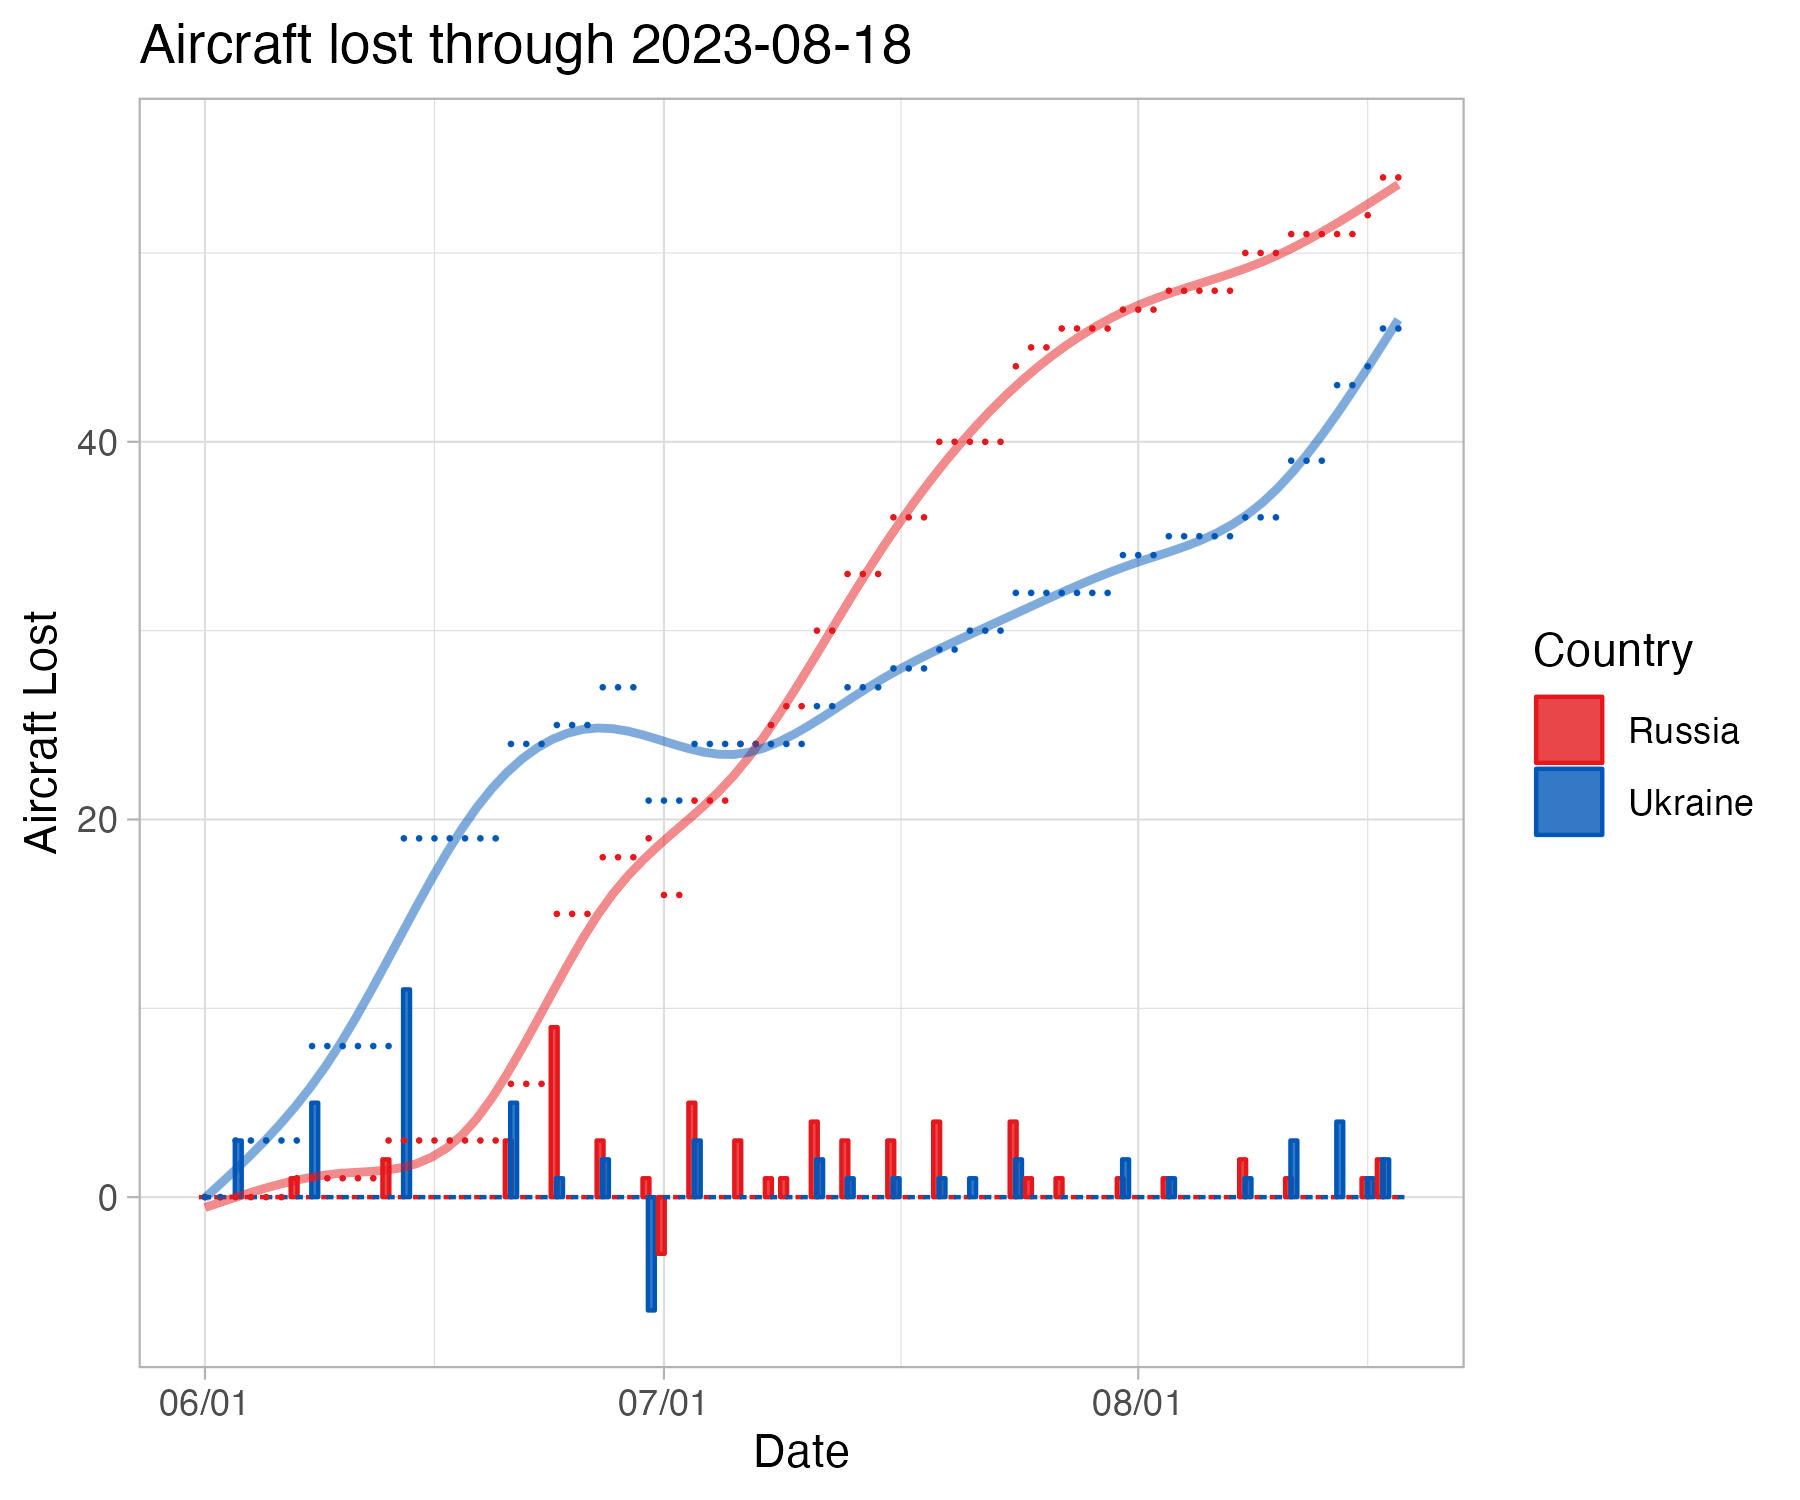 Aircraft lost through 2023-08-18
Aircraft Lost
40
20
0
06/01
07/01
08/01
Date
Country
Russia
Ukraine